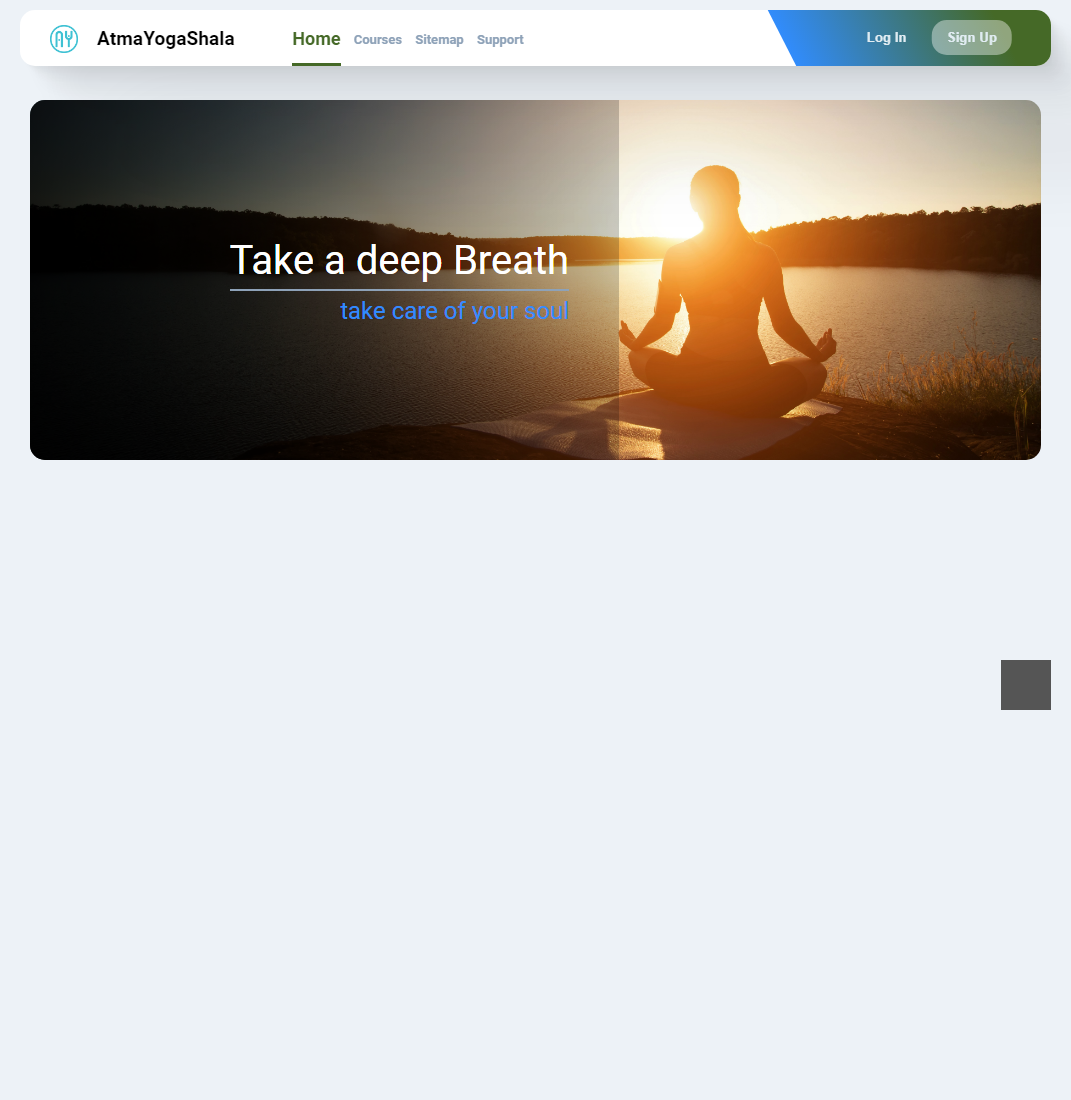 AY AtmaYogaShala Home Courses Sitemap Support Log In Sign Up
Take a deep Breath
take care of your soul